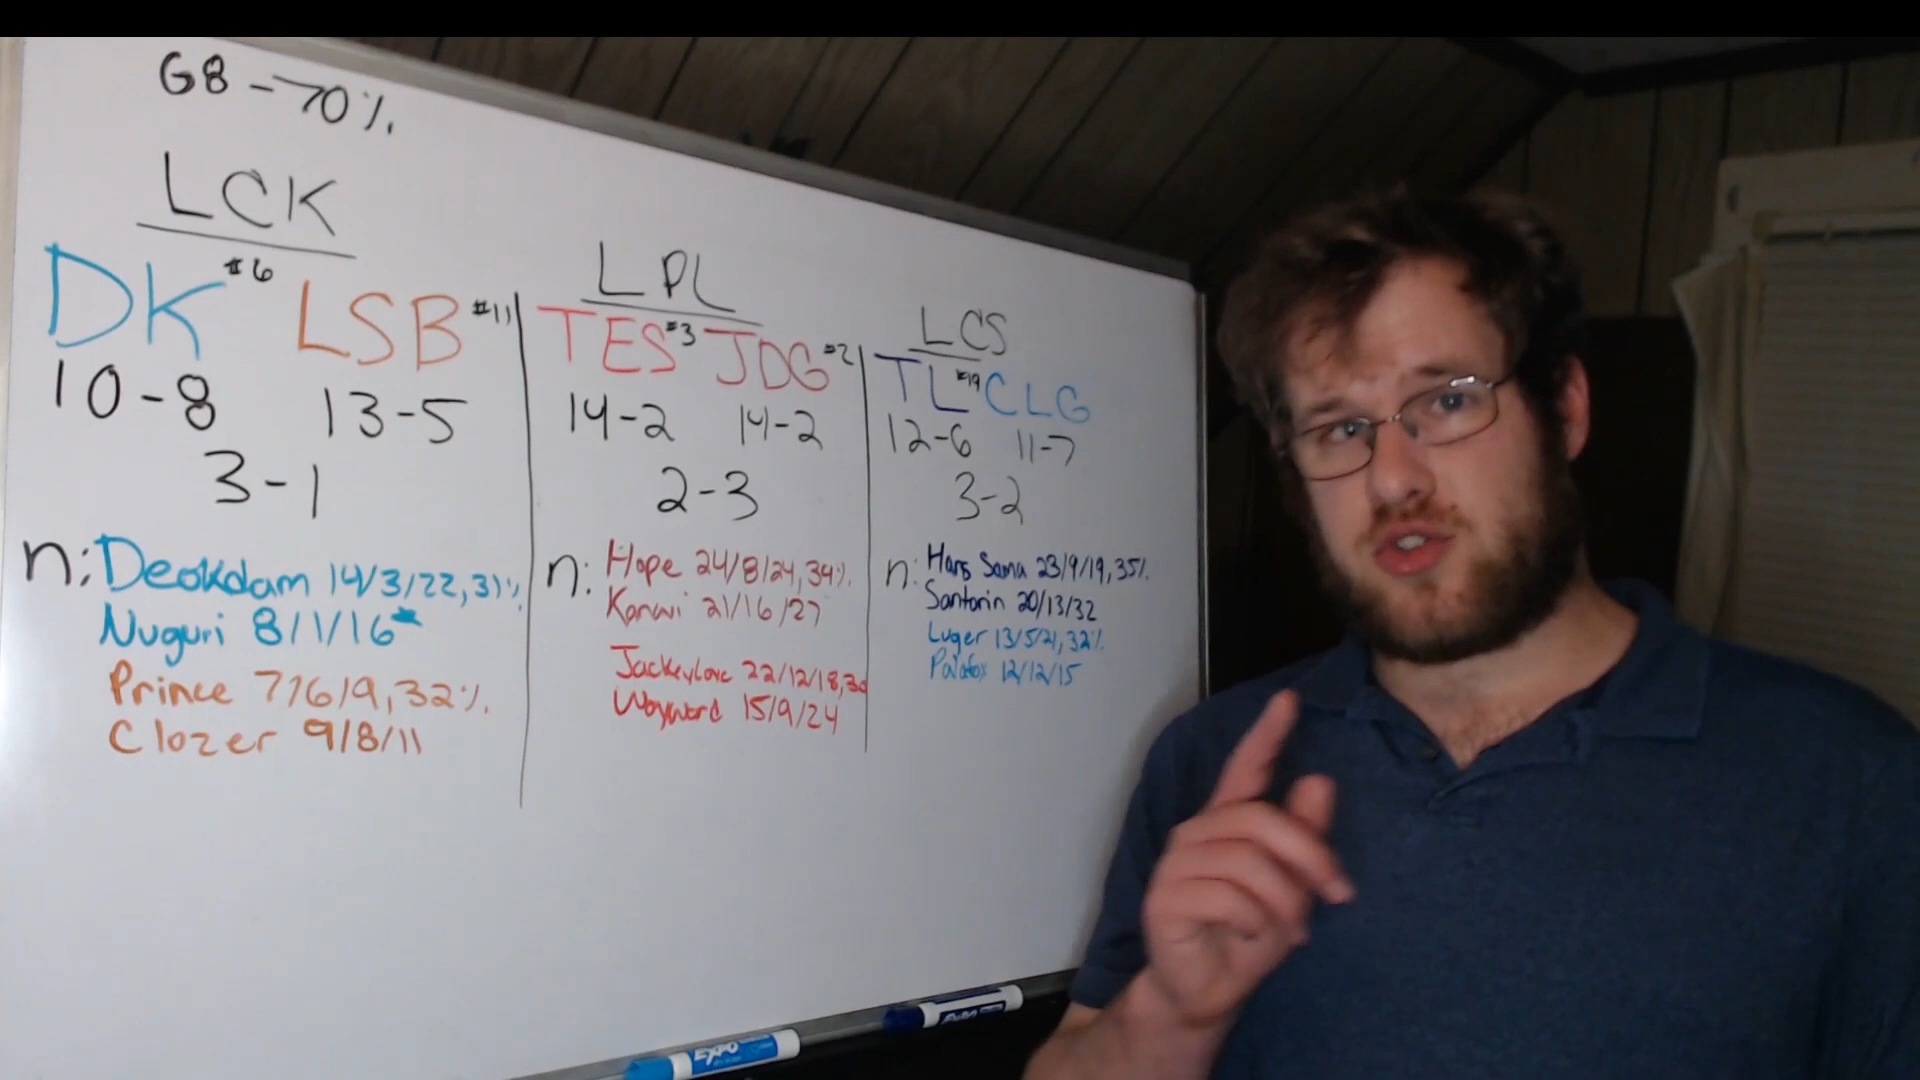 G8-70%.
LCK
DK #6 LSB #11
10-8 13-5
3-1
n: Deokdam 14/3/22, 31%
Nuguri 8/1/16*
Prince 7/6/9, 32%.
Clozer 9/8/11
LPL
TES #3 JDG #2
14-2 14-2
2-3
n: Hope 24/8/24, 34%.
Kanavi 21/16/27
Jackeylove 22/12/18, 30
Wayward 15/9/24
LCS
TL #19 CLG
12-6 11-7
3-2
n: Hans Sama 23/9/19, 35%.
Santorin 20/13/32
Luger 13/5/21, 32%.
Palafox 12/12/15
EXPO
EXPO